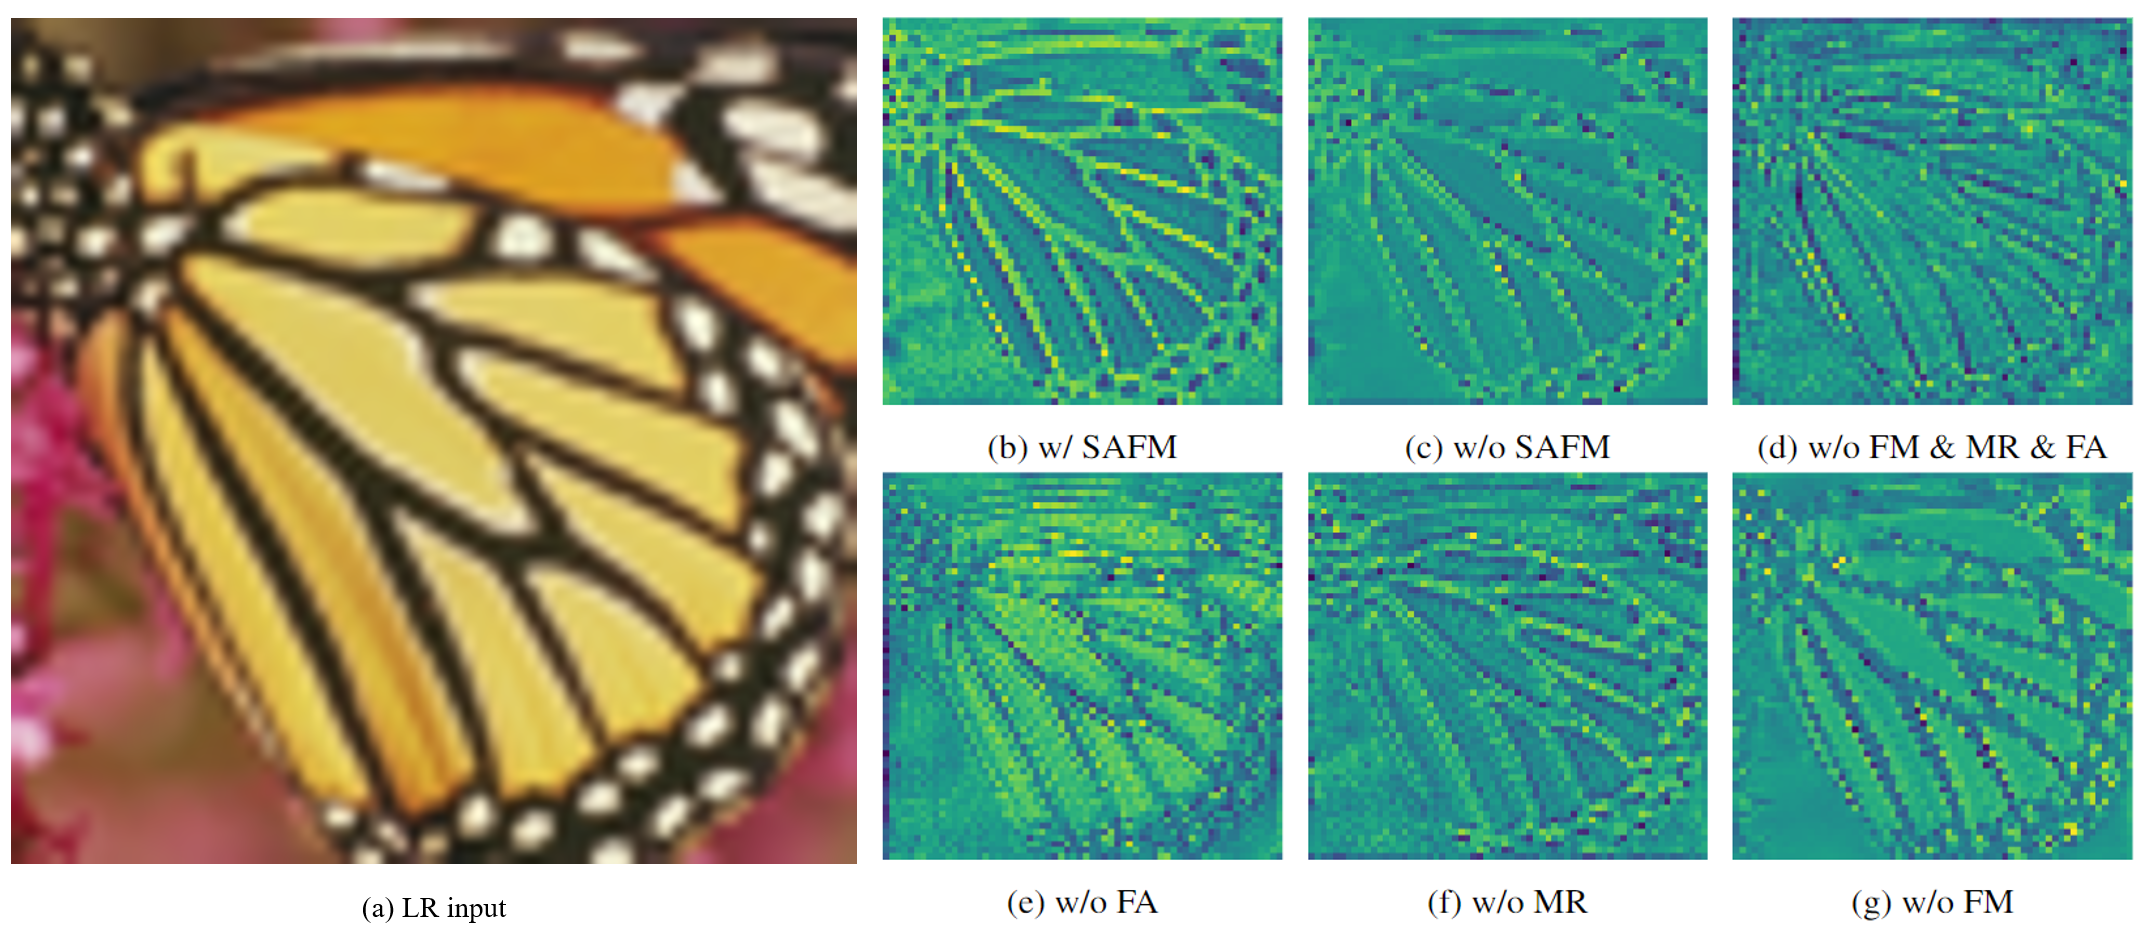 (b) w/ SAFM
(c) w/o SAFM
(d) w/o FM & MR & FA
(a) LR input
(e) w/o FA
(f) w/o MR
(g) w/o FM